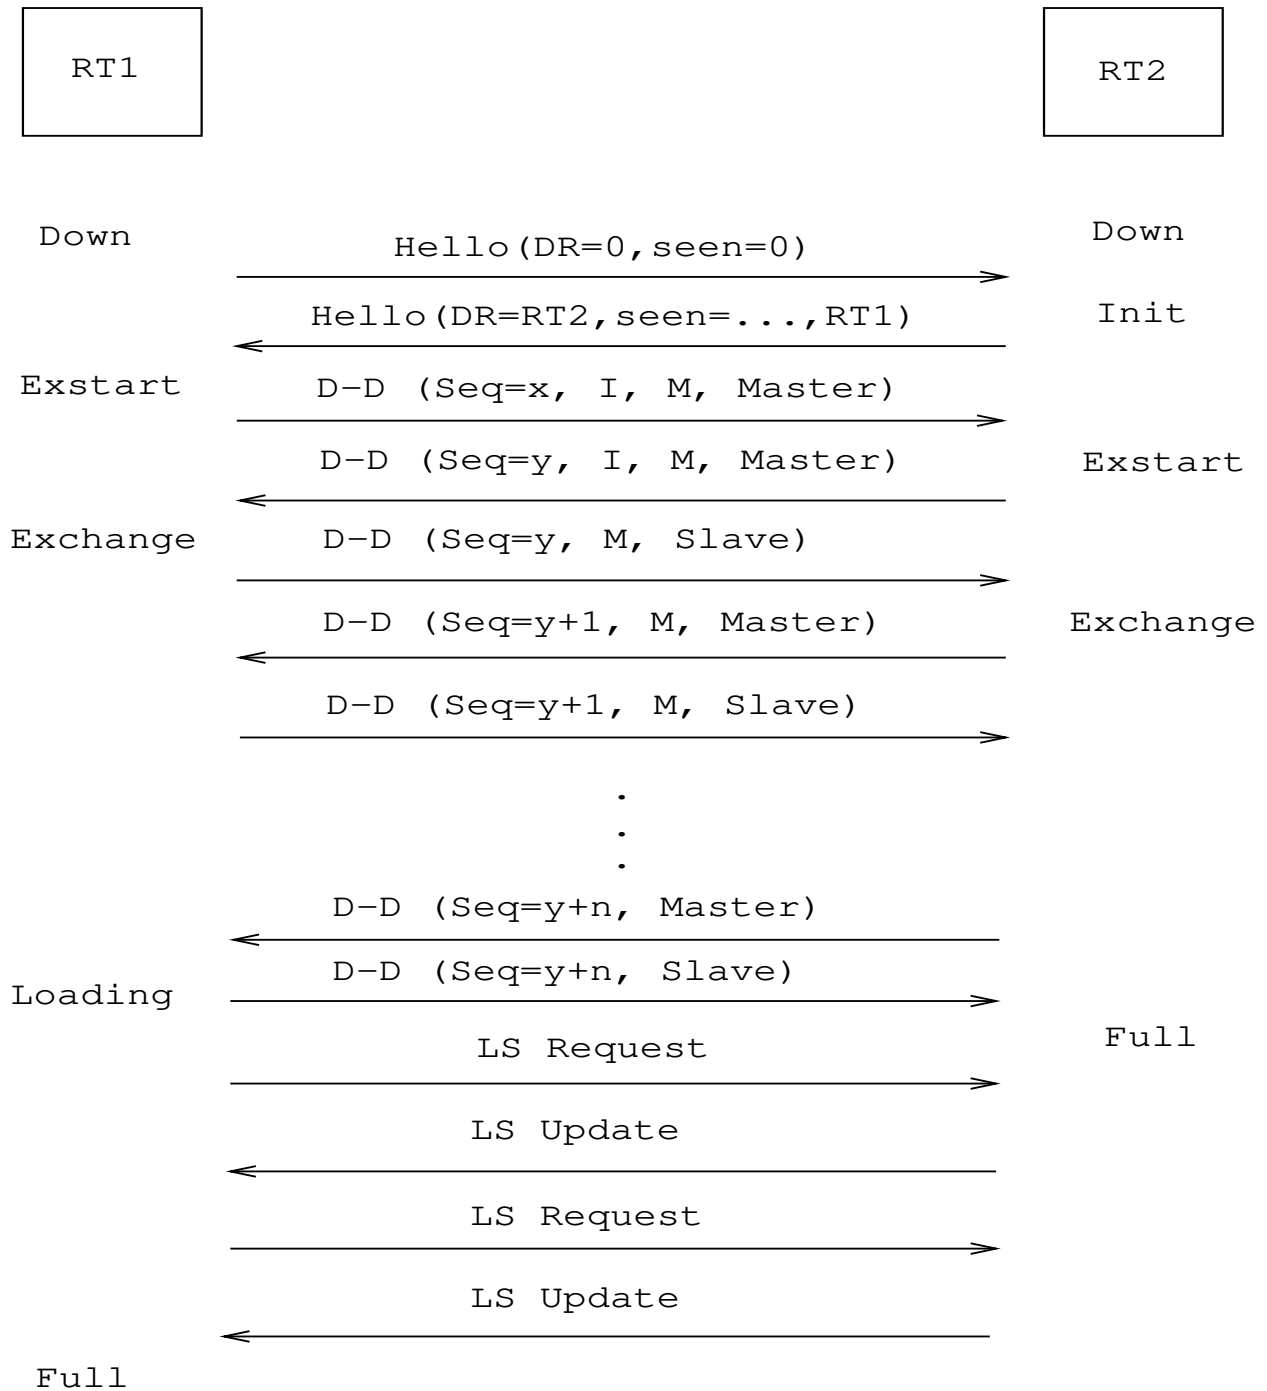 RT1
RT2
Down
Down
Hello(DR=0,seen=0)
Hello(DR=RT2,seen=...,RT1)
Init
Exstart
D-D (Seq=x, I, M, Master)
D-D (Seq=y, I, M, Master)
Exstart
Exchange
D-D (Seq=y, M, Slave)
D-D (Seq=y+1, M, Master)
Exchange
D-D (Seq=y+1, M, Slave)
.
.
.
D-D (Seq=y+n, Master)
D-D (Seq=y+n, Slave)
Loading
Full
LS Request
LS Update
LS Request
LS Update
Full